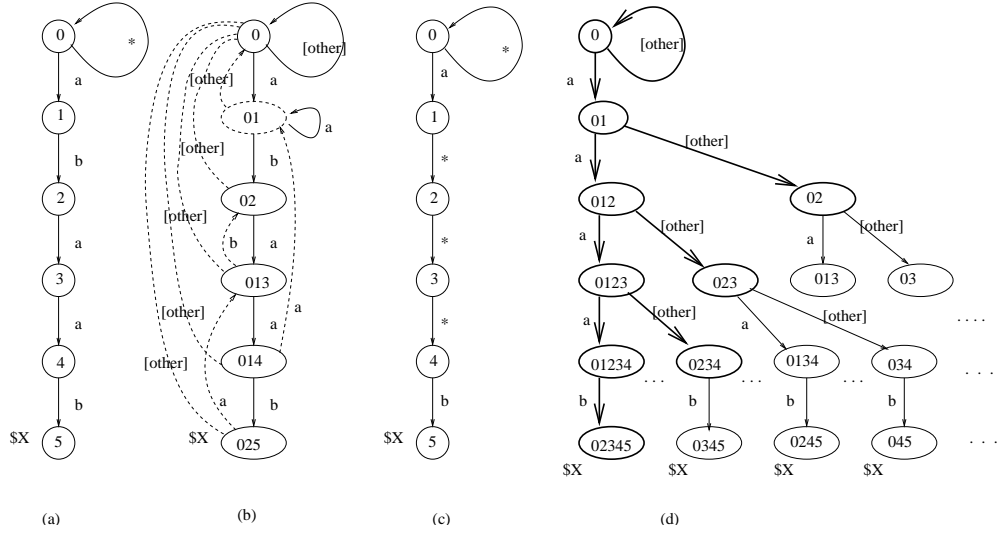 0
*
a
1
b
2
a
3
a
4
b
$X
5
(a)
0
[other]
[other]
a
01
a
b
[other]
02
[other]
b
a
013
a
a
[other]
014
[other]
a
b
$X
025
(b)
0
*
a
1
*
2
*
3
*
4
b
$X
5
(c)
0
[other]
a
01
[other]
a
012
02
a
[other]
a
[other]
0123
023
013
03
a
[other]
a
[other]
. . . .
01234
0234
0134
034
. . .
. . .
. . .
. . .
b
b
b
b
02345
0345
0245
045
. . .
$X
$X
$X
$X
(d)